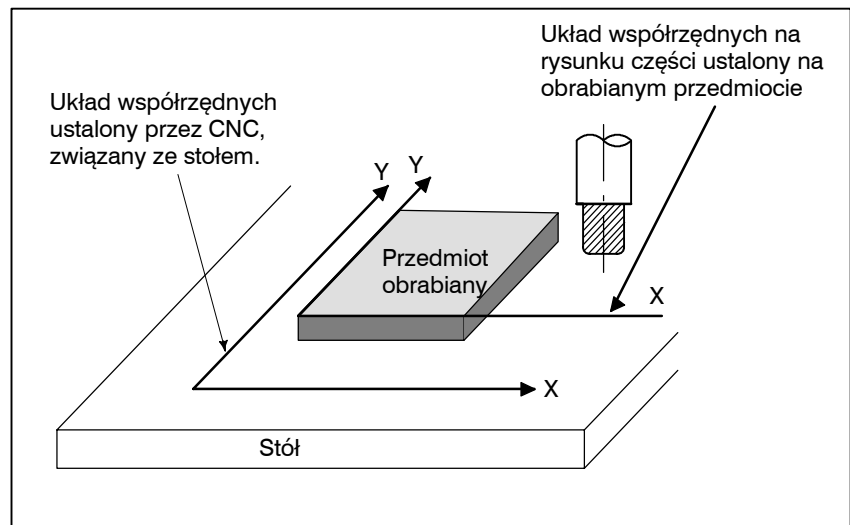 Układ współrzędnych na
rysunku części ustalony na
obrabianym przedmiocie
Układ współrzędnych
ustalony przez CNC,
związany ze stołem.
Y
Y
Przedmiot
obrabiany
X
X
Stół